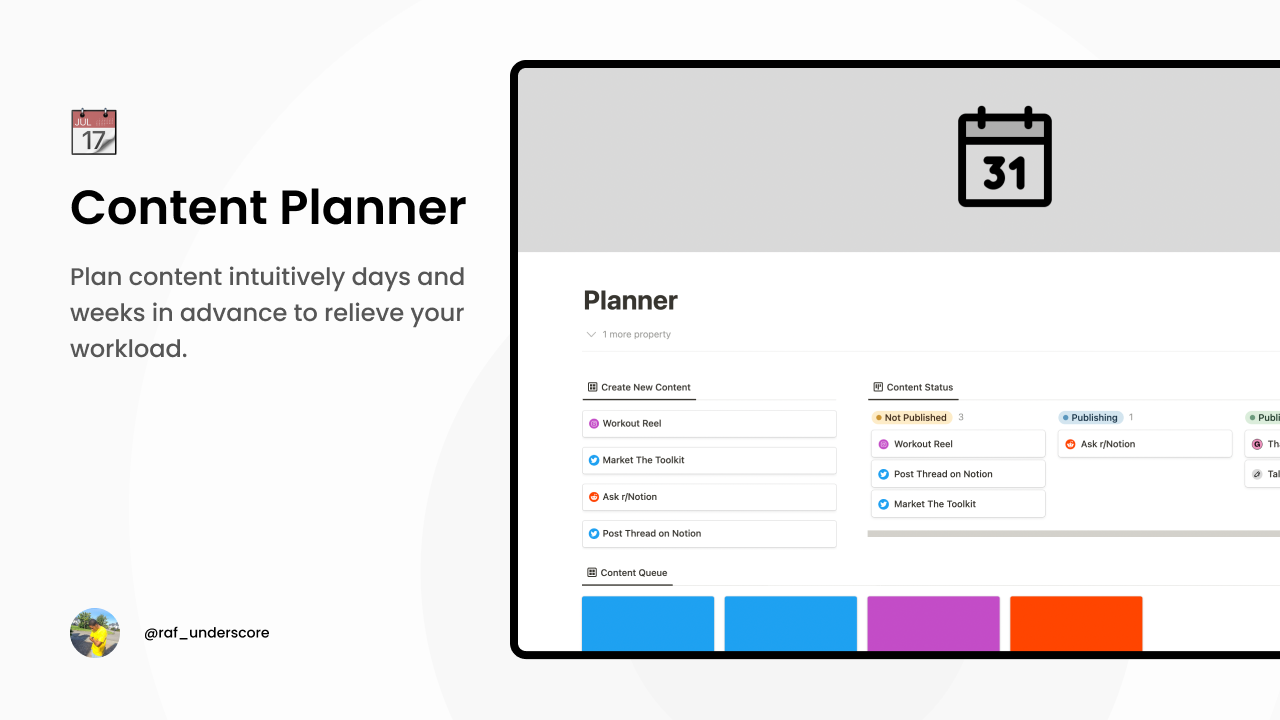 JUL
17
Content Planner
Plan content intuitively days and
weeks in advance to relieve your
workload.
@raf_underscore
31
Planner
1 more property
Create New Content
Workout Reel
Market The Toolkit
Ask r/Notion
Post Thread on Notion
Content Status
Not Published 3
Workout Reel
Post Thread on Notion
Market The Toolkit
Publishing 1
Ask r/Notion
Publi
G Th
Tal
Content Queue